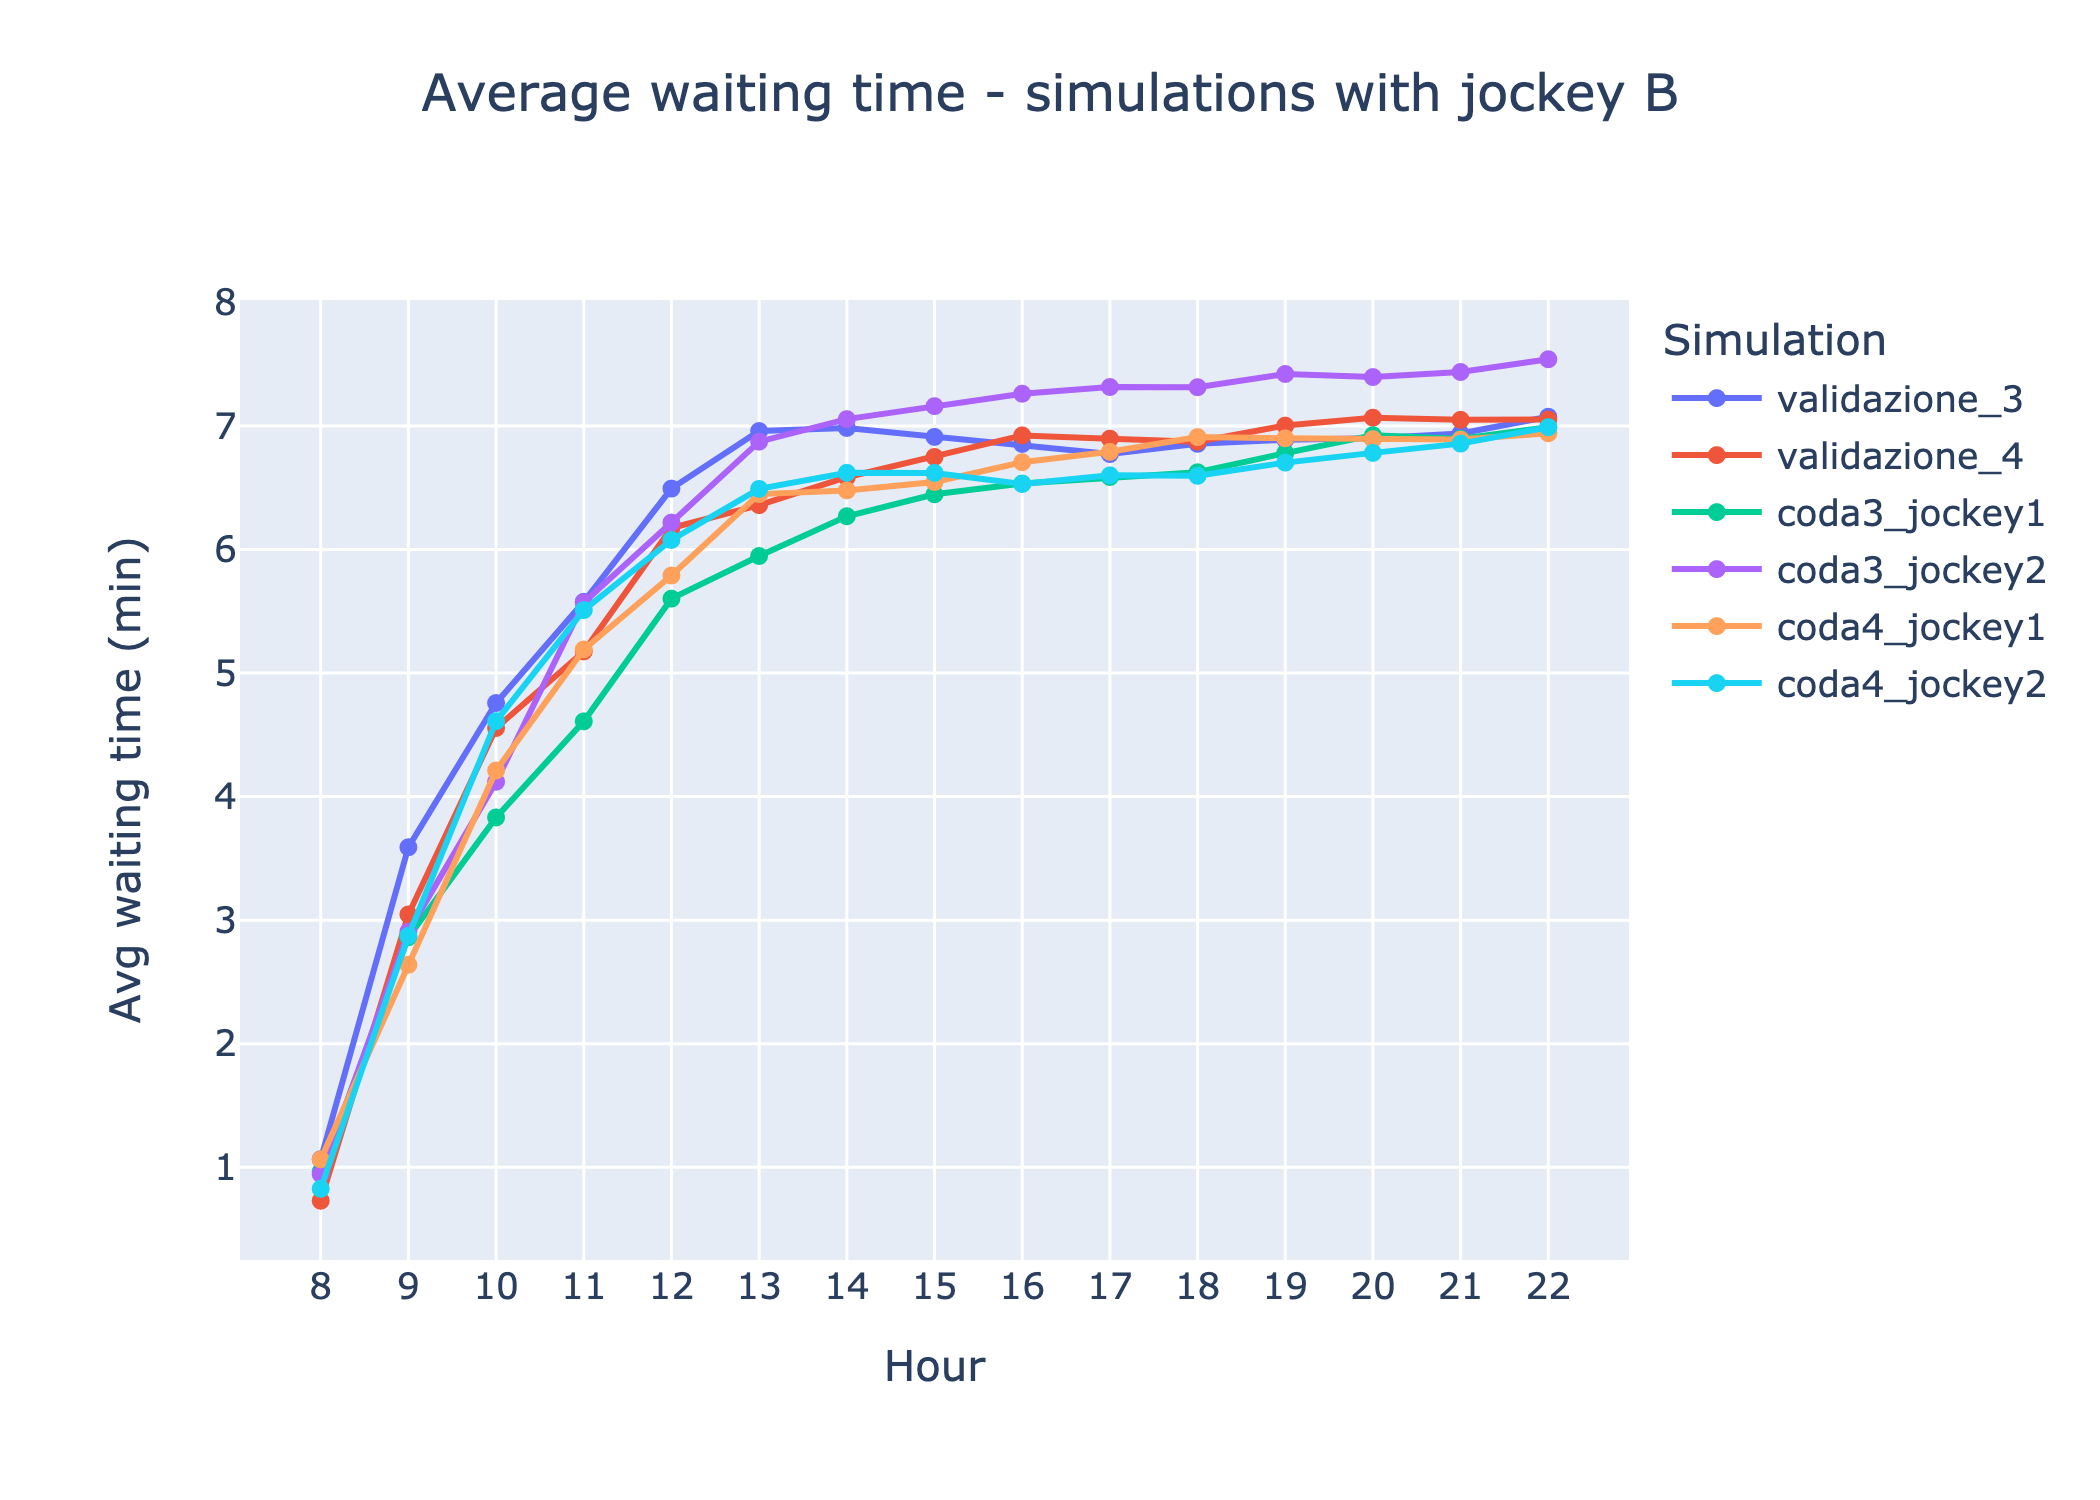 Average waiting time - simulations with jockey B
Avg waiting time (min)
8
7
6
5
4
3
2
1
8 9 10 11 12 13 14 15 16 17 18 19 20 21 22
Hour
Simulation
validazione_3
validazione_4
coda3_jockey1
coda3_jockey2
coda4_jockey1
coda4_jockey2